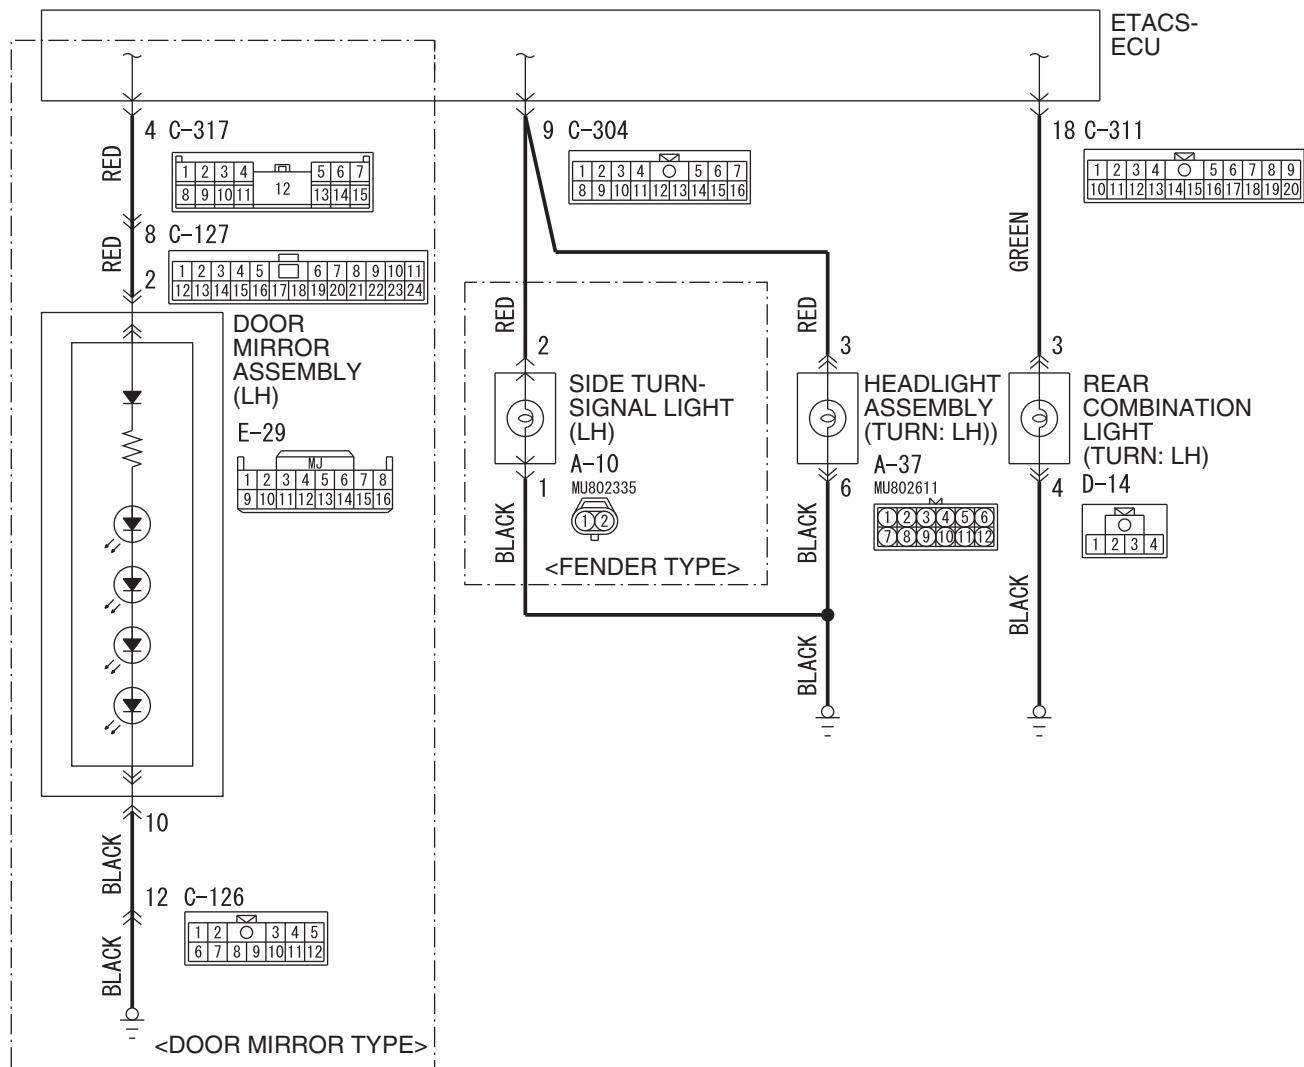 ETACS-
ECU
4 C-317
RED
1 2 3 4 5 6 7
8 9 10 11 12 13 14 15
8 C-127
RED
2
1 2 3 4 5 6 7 8 9 10 11
12 13 14 15 16 17 18 19 20 21 22 23 24
DOOR
MIRROR
ASSEMBLY
(LH)
E-29
MJ
1 2 3 4 5 6 7 8
9 10 11 12 13 14 15 16
10
BLACK
12 C-126
1 2 3 4 5
6 7 8 9 10 11 12
BLACK
<DOOR MIRROR TYPE>
9 C-304
1 2 3 4 5 6 7
8 9 10 11 12 13 14 15 16
RED
2
SIDE TURN-
SIGNAL LIGHT
(LH)
A-10
MU802335
1 2
1
BLACK
<FENDER TYPE>
RED
3
HEADLIGHT
ASSEMBLY
(TURN: LH))
A-37
MU802611
1 2 3 4 5 6
7 8 9 10 11 12
6
BLACK
BLACK
18 C-311
1 2 3 4 5 6 7 8 9
10 11 12 13 14 15 16 17 18 19 20
GREEN
3
REAR
COMBINATION
LIGHT
(TURN: LH)
D-14
1 2 3 4
4
BLACK